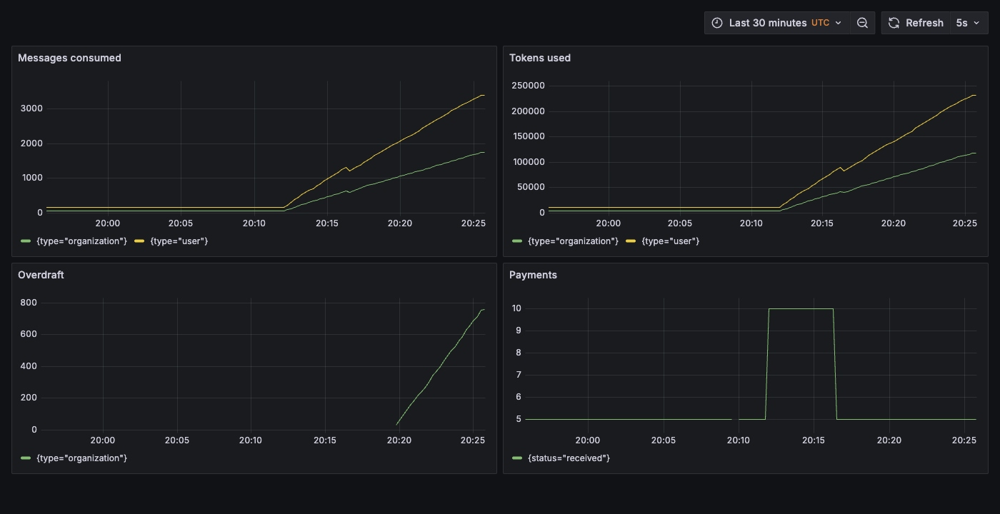 Last 30 minutes UTC
Refresh 5s
Messages consumed
3000
2000
1000
0
20:00 20:05 20:10 20:15 20:20 20:25
{type="organization"} {type="user"}
Tokens used
250000
200000
150000
100000
50000
0
20:00 20:05 20:10 20:15 20:20 20:25
{type="organization"} {type="user"}
Overdraft
800
600
400
200
0
20:00 20:05 20:10 20:15 20:20 20:25
{type="organization"}
Payments
10
9
8
7
6
5
20:00 20:05 20:10 20:15 20:20 20:25
{status="received"}